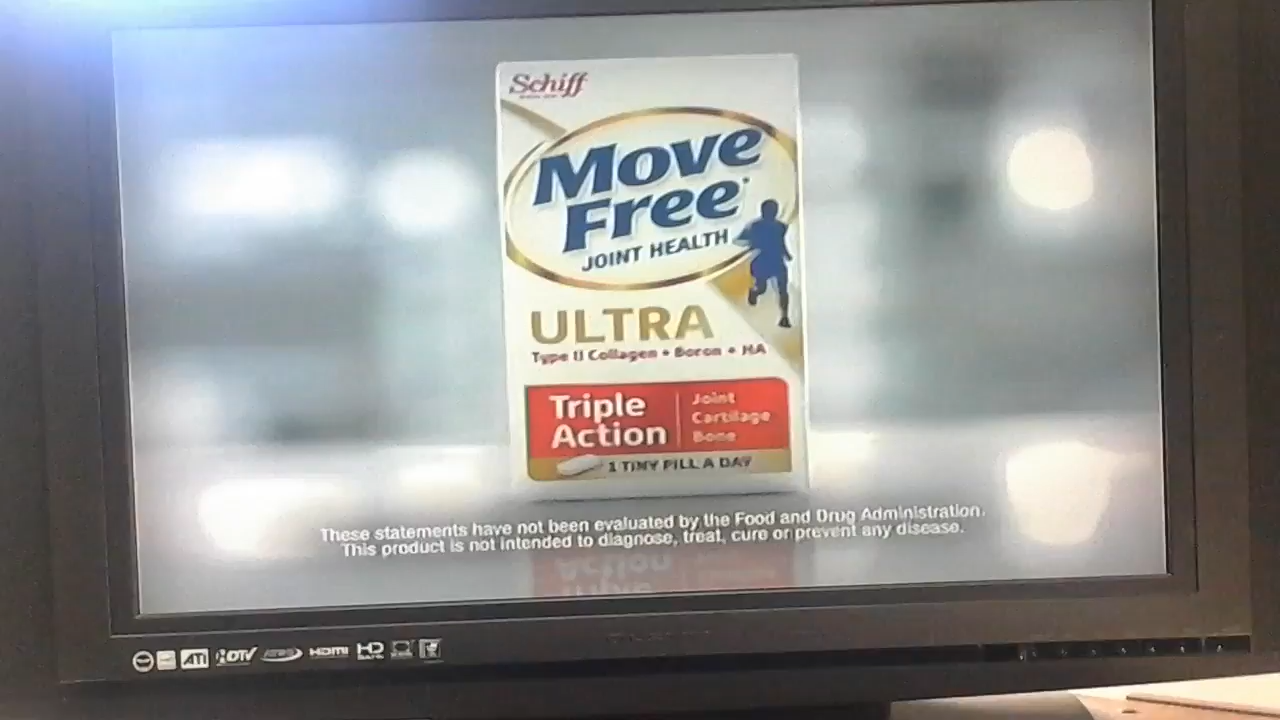 Schiff
Move
Free
JOINT HEALTH
ULTRA
Type II Collagen • Boron • HA
Triple
Action
Joint
Cartilage
Bone
1 TINY PILL A DAY
These statements have not been evaluated by the Food and Drug Administration.
This product is not intended to diagnose, treat, cure or prevent any disease.
ATI
HDTV
HDMI